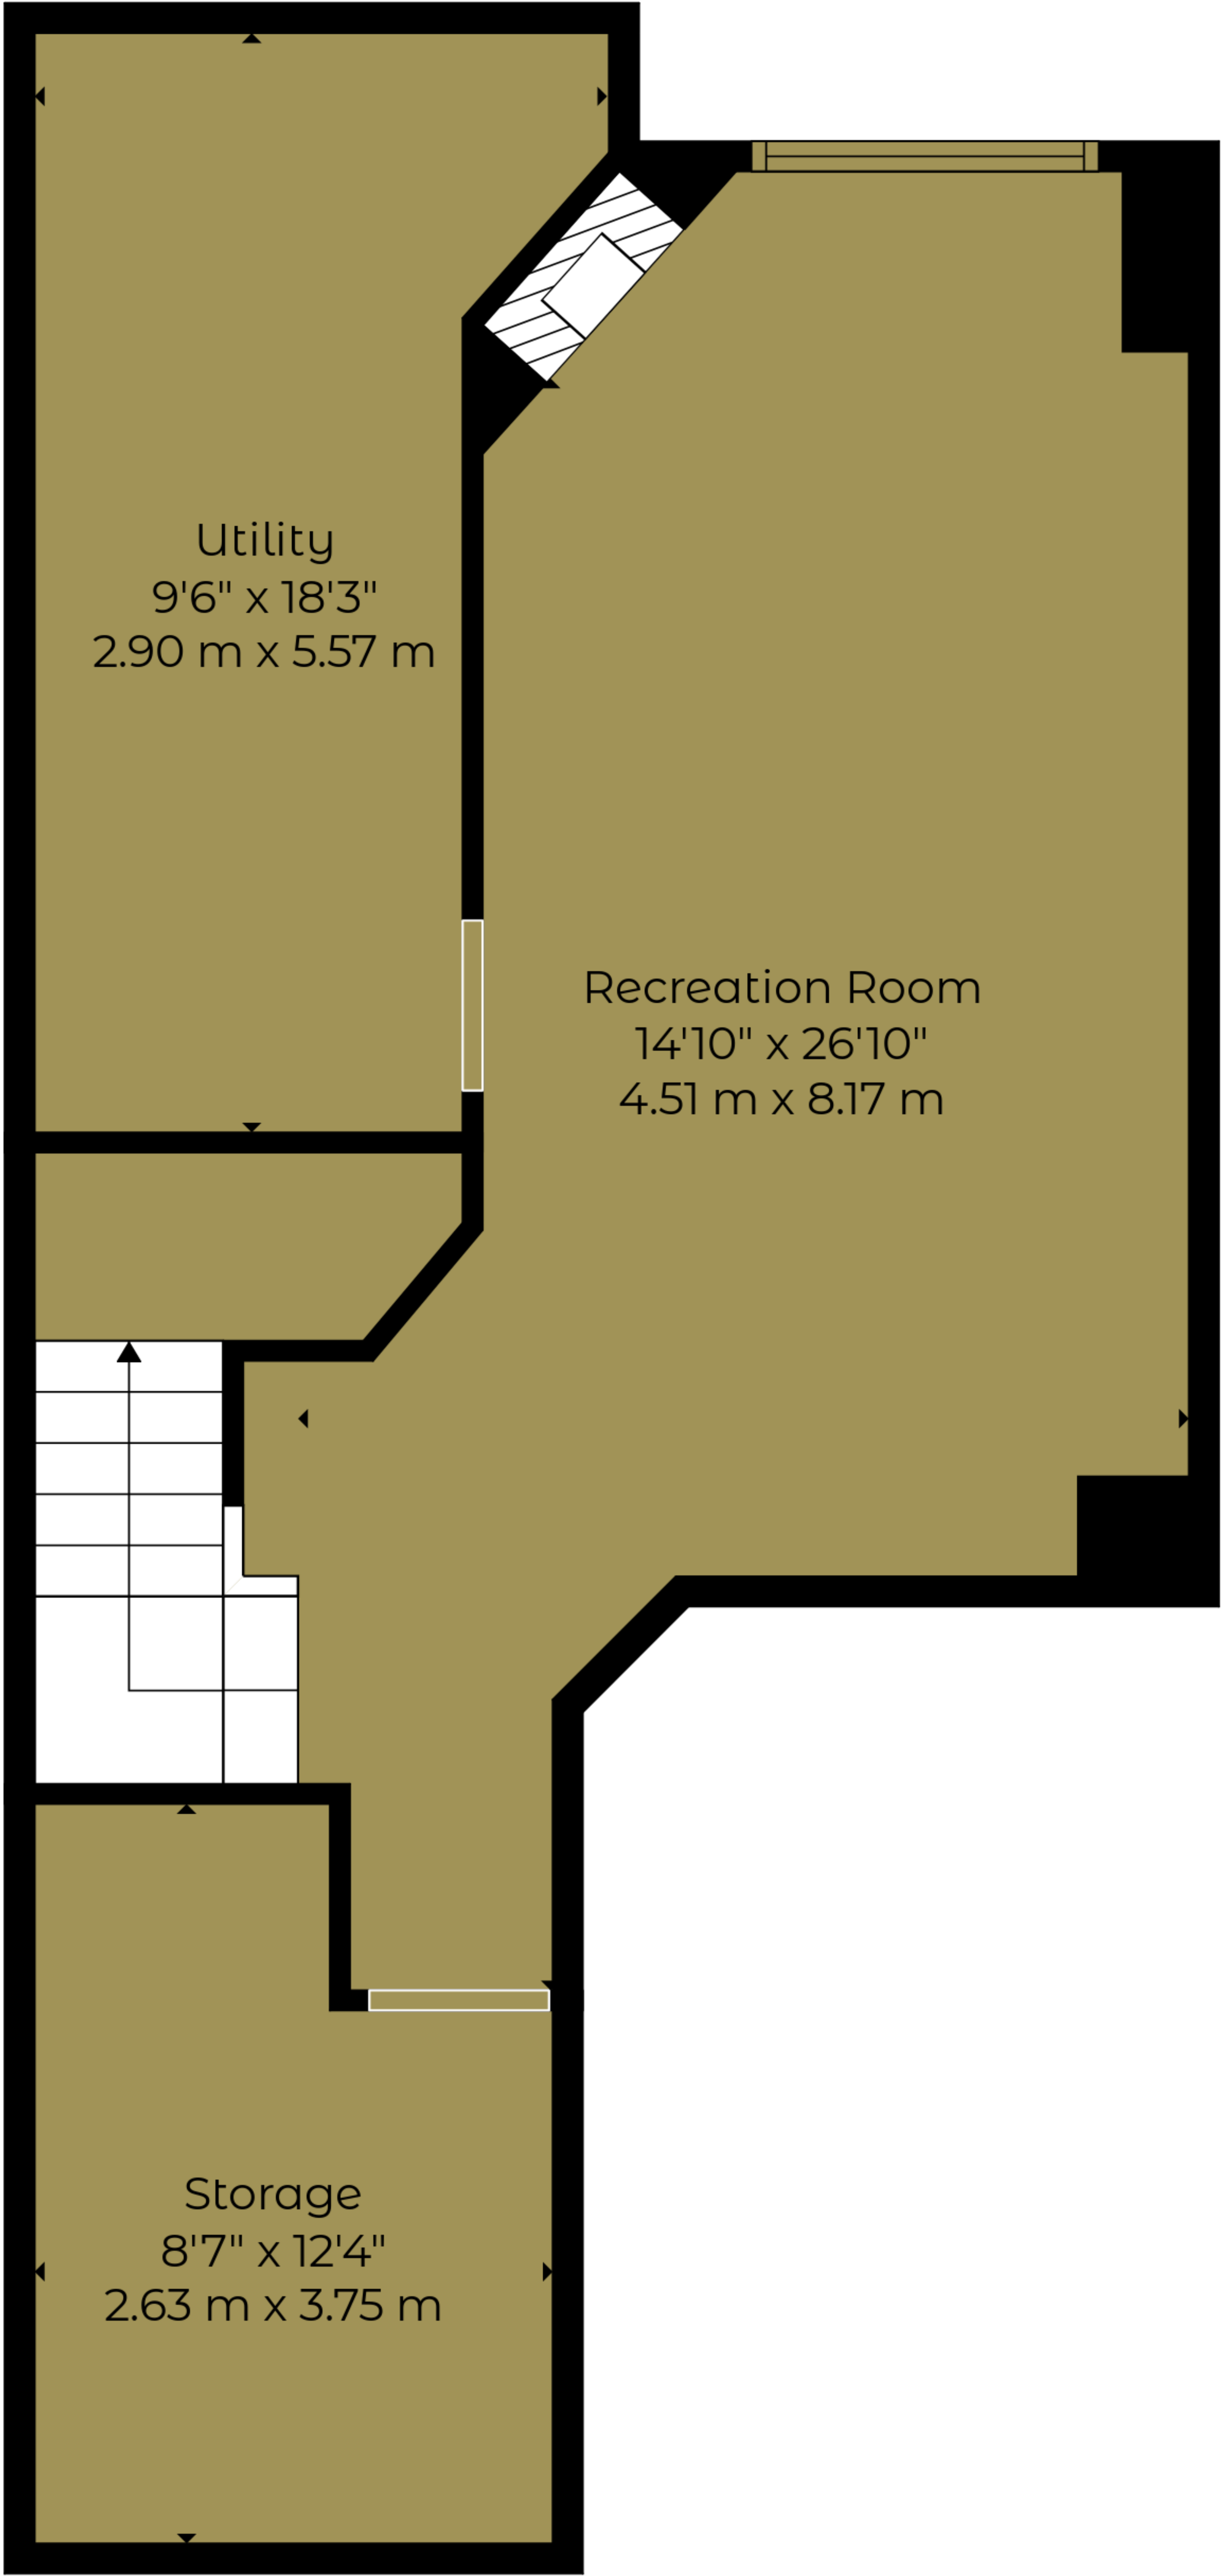 Utility
9'6" x 18'3"
2.90 m x 5.57 m
Recreation Room
14'10" x 26'10"
4.51 m x 8.17 m
Storage
8'7" x 12'4"
2.63 m x 3.75 m